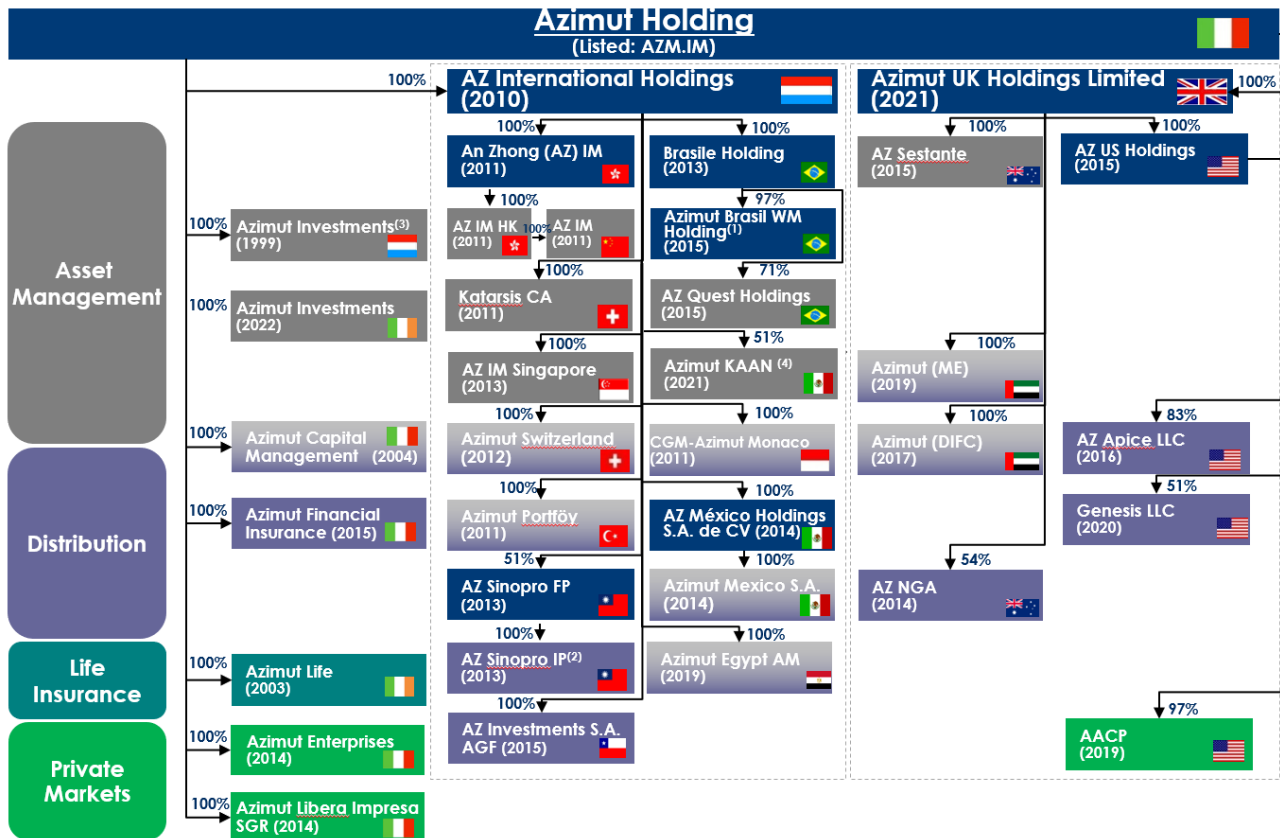 Azimut Holding
(Listed: AZM.IM)
100%
AZ International Holdings
(2010)
Azimut UK Holdings Limited
(2021)
100%
Asset
Management
Distribution
Life
Insurance
Private
Markets
100%
Azimut Investments(3)
(1999)
100%
Azimut Investments
(2022)
100%
Azimut Capital
Management (2004)
100%
Azimut Financial
Insurance (2015)
100%
Azimut Life
(2003)
100%
Azimut Enterprises
(2014)
100%
Azimut Libera Impresa
SGR (2014)
100%
An Zhong (AZ) IM
(2011)
100%
AZ IM HK
(2011)
100%
AZ IM
(2011)
100%
Katarsis CA
(2011)
100%
AZ IM Singapore
(2013)
100%
Azimut Switzerland
(2012)
100%
Azimut Portföy
(2011)
51%
AZ Sinopro FP
(2013)
100%
AZ Sinopro IP(2)
(2013)
100%
AZ Investments S.A.
AGF (2015)
100%
Brasile Holding
(2013)
97%
Azimut Brasil WM
Holding(1)
(2015)
71%
AZ Quest Holdings
(2015)
51%
Azimut KAAN (4)
(2021)
100%
CGM-Azimut Monaco
(2011)
100%
AZ México Holdings
S.A. de CV (2014)
100%
Azimut Mexico S.A.
(2014)
100%
Azimut Egypt AM
(2019)
100%
AZ Sestante
(2015)
100%
AZ US Holdings
(2015)
100%
Azimut (ME)
(2019)
100%
Azimut (DIFC)
(2017)
54%
AZ NGA
(2014)
83%
AZ Apice LLC
(2016)
51%
Genesis LLC
(2020)
97%
AACP
(2019)